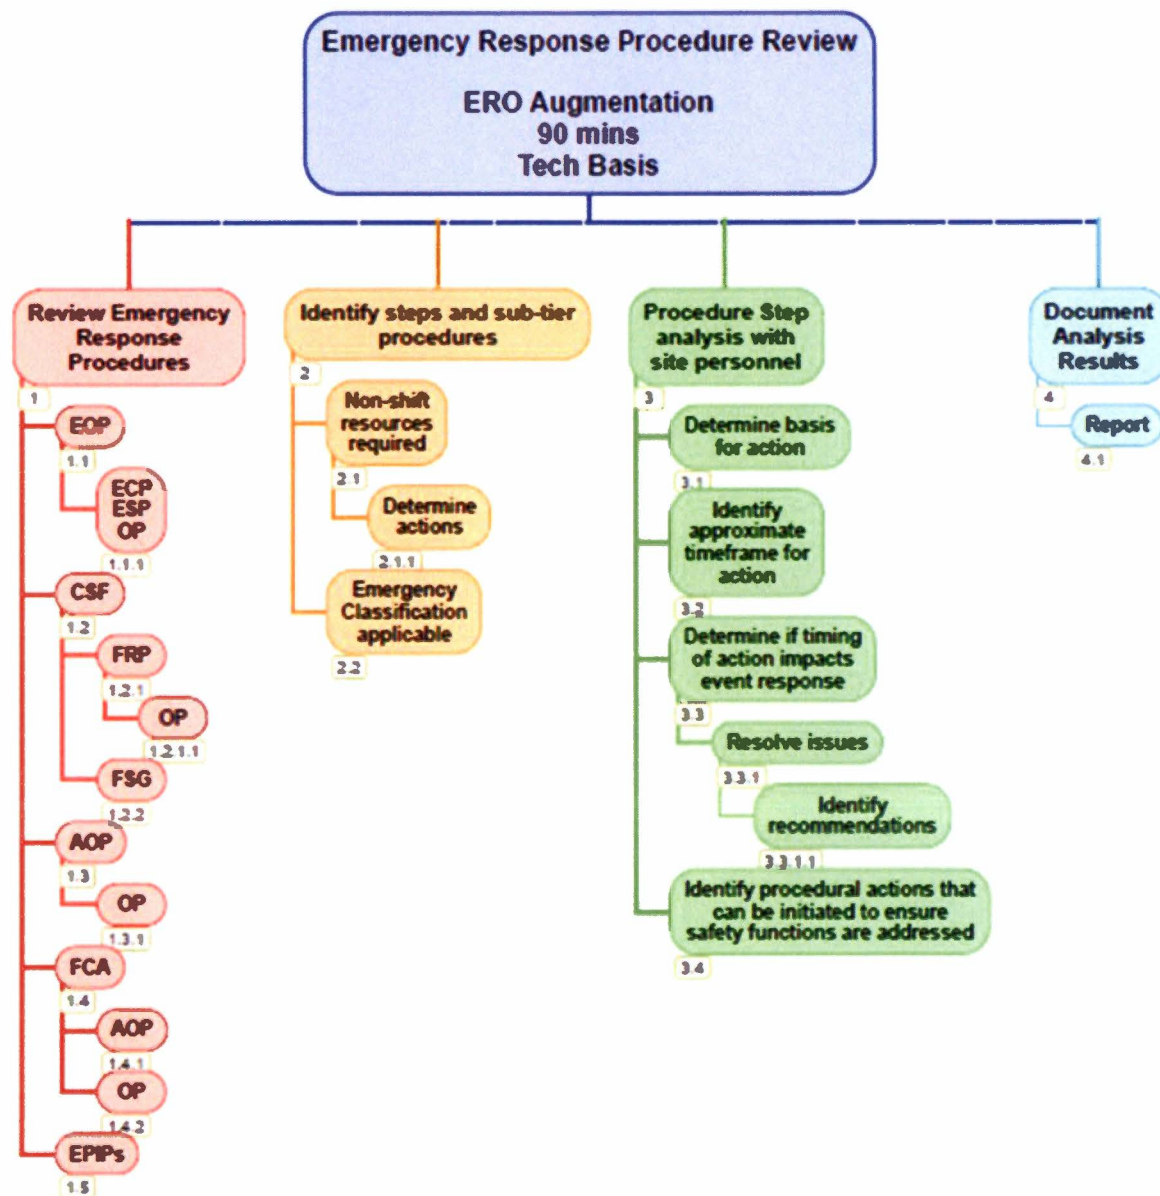 Emergency Response Procedure Review
ERO Augmentation
90 mins
Tech Basis
Review Emergency
Response
Procedures
1
EOP
1.1
ECP
ESP
OP
1.1.1
CSF
1.2
FRP
1.2.1
OP
1.2.1.1
FSG
1.2.2
AOP
1.3
OP
1.3.1
FCA
1.4
AOP
1.4.1
OP
1.4.2
EPIPs
1.5
Identify steps and sub-tier
procedures
2
Non-shift
resources
required
2.1
Determine
actions
2.1.1
Emergency
Classification
applicable
2.2
Procedure Step
analysis with
site personnel
3
Determine basis
for action
3.1
Identify
approximate
timeframe for
action
3.2
Determine if timing
of action impacts
event response
3.3
Resolve issues
3.3.1
Identify
recommendations
3.3.1.1
Identify procedural actions that
can be initiated to ensure
safety functions are addressed
3.4
Document
Analysis
Results
4
Report
4.1